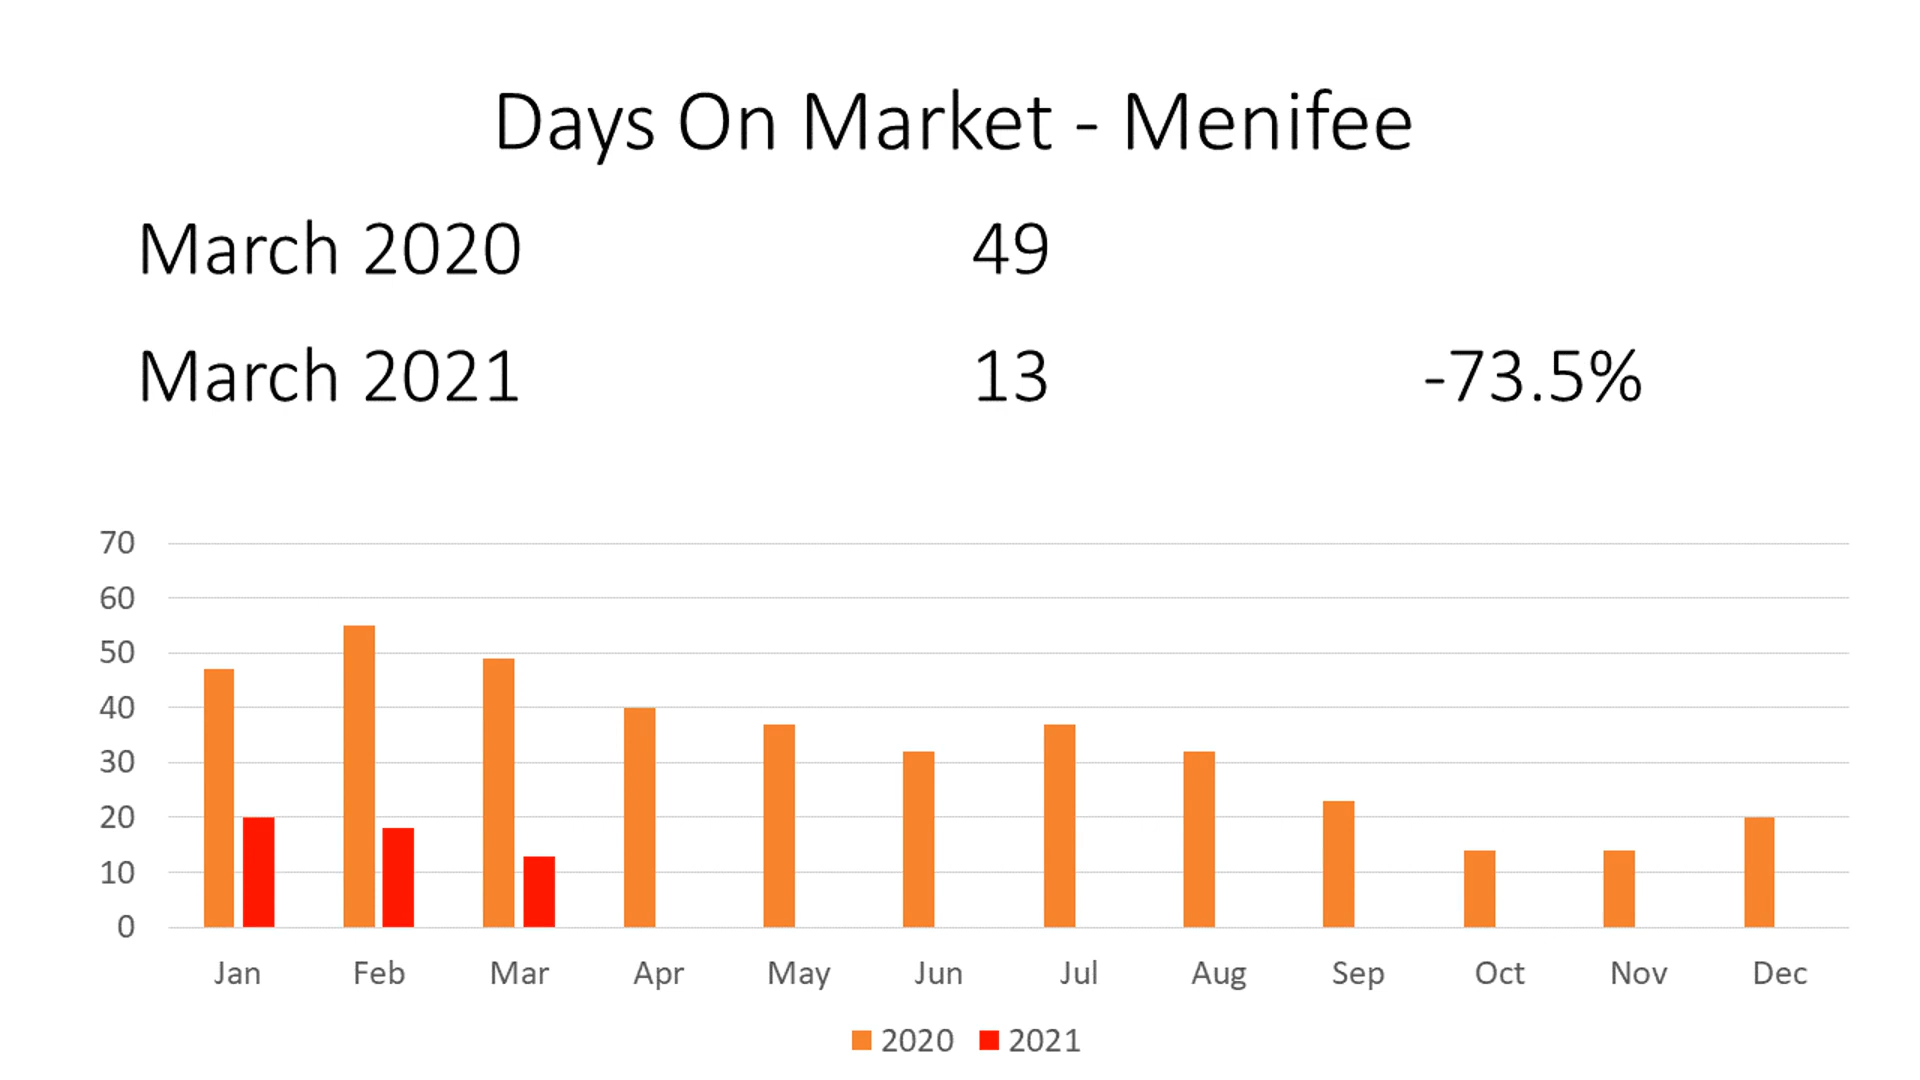 Days On Market - Menifee
March 2020 49
March 2021 13 -73.5%
70
60
50
40
30
20
10
0
Jan Feb Mar Apr May Jun Jul Aug Sep Oct Nov Dec
2020 2021